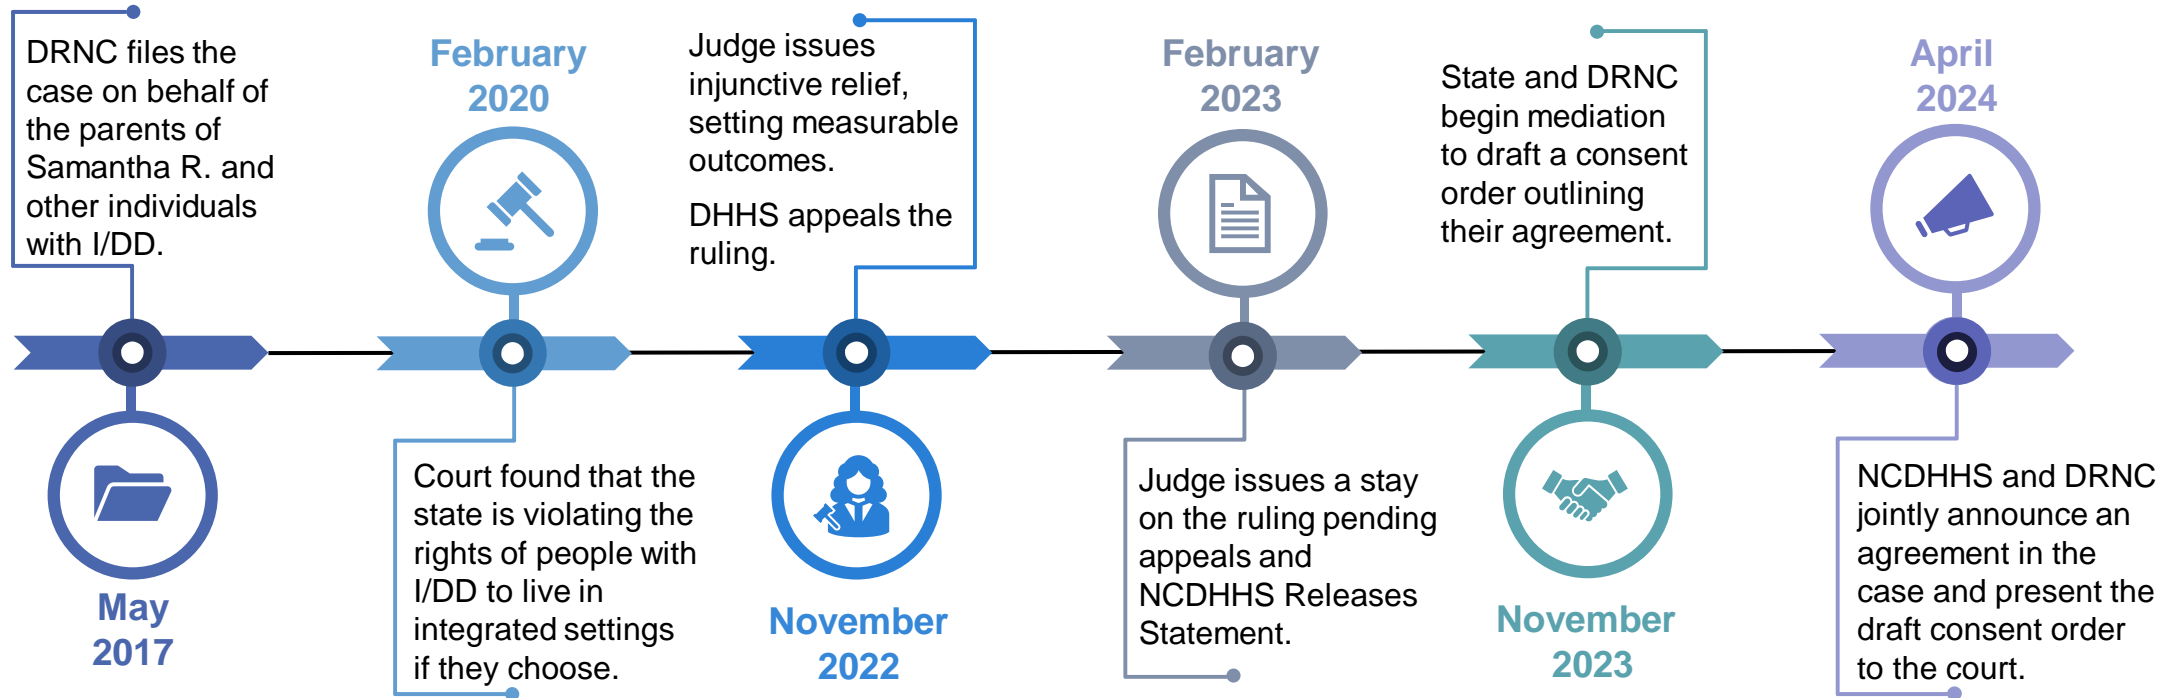 DRNC files the
case on behalf of
the parents of
Samantha R. and
other individuals
with I/DD.
May
2017
February
2020
Court found that the
state is violating the
rights of people with
I/DD to live in
integrated settings
if they choose.
Judge issues
injunctive relief,
setting measurable
outcomes.
DHHS appeals the
ruling.
November
2022
February
2023
Judge issues a stay
on the ruling pending
appeals and
NCDHHS Releases
Statement.
State and DRNC
begin mediation
to draft a consent
order outlining
their agreement.
November
2023
April
2024
NCDHHS and DRNC
jointly announce an
agreement in the
case and present the
draft consent order
to the court.